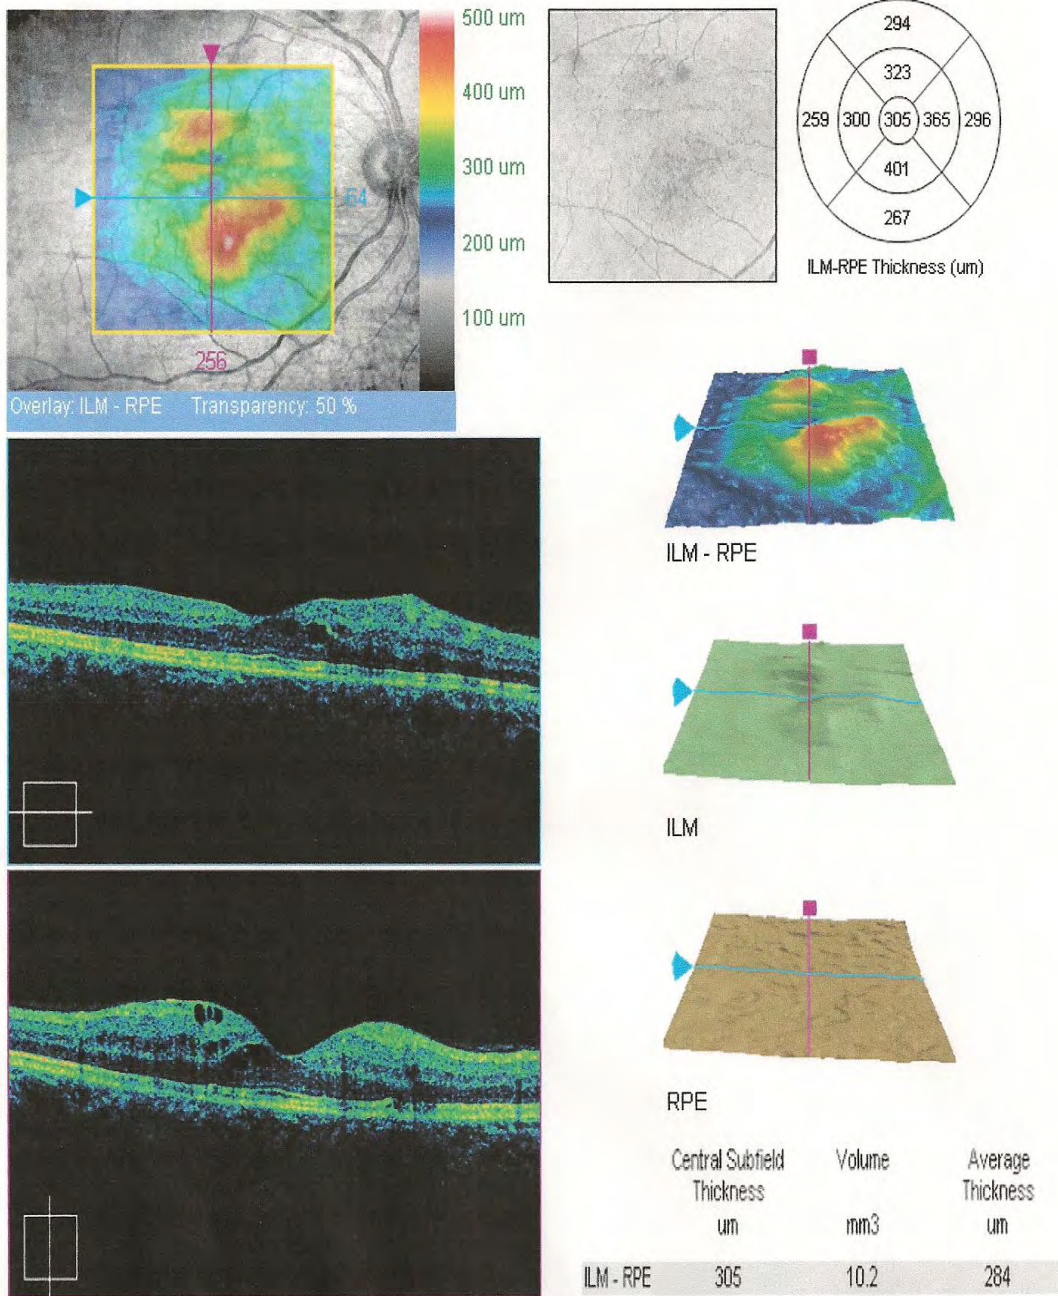 500 um
400 um
300 um
200 um
100 um
64
256
Overlay: ILM - RPE Transparency: 50 %
294
323
259 300 305 365 296
401
267
ILM-RPE Thickness (um)
ILM - RPE
ILM
RPE
Central Subfield Thickness um
Volume mm3
Average Thickness um
ILM - RPE 305 10.2 284